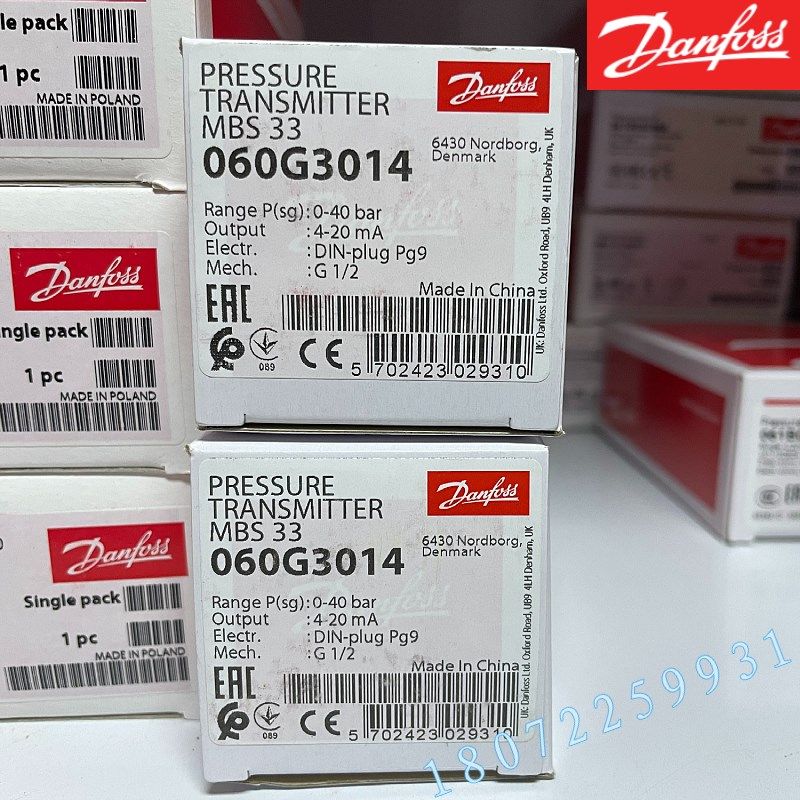 Danfoss
le pack
1 pc
MADE IN POLAND
Danfoss
ngle pack
1 pc
MADE IN POLAND
Danfoss
Single pack
1 pc
MADE IN POLAND
PRESSURE
TRANSMITTER
MBS 33
060G3014
Danfoss
6430 Nordborg,
Denmark
Range P(sg):0-40 bar
Output :4-20 mA
Electr. :DIN-plug Pg9
Mech. :G 1/2
Made In China
EAC
089
CE
5 702423 029310
UK: Danfoss Ltd. Oxford Road, UB9 4LH Denham, UK
PRESSURE
TRANSMITTER
MBS 33
060G3014
Danfoss
6430 Nordborg,
Denmark
Range P(sg):0-40 bar
Output :4-20 mA
Electr. :DIN-plug Pg9
Mech. :G 1/2
Made In China
EAC
089
CE
5 702423 029310
UK: Danfoss Ltd. Oxford Road, UB9 4LH Denham, UK
Danfoss
18072259931